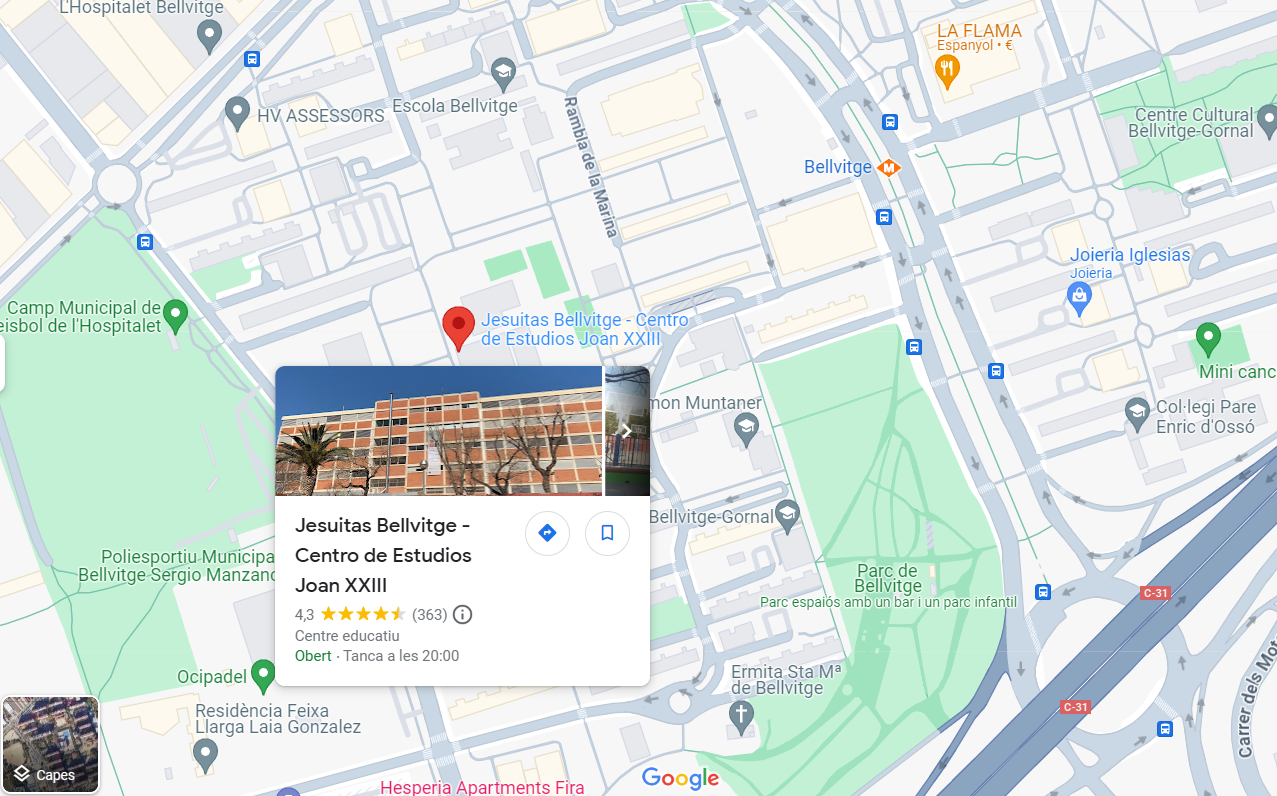 L'Hospitalet Bellvitge
LA FLAMA
Espanyol • €
HV ASSESSORS
Escola Bellvitge
Rambla de la Marina
Centre Cultural
Bellvitge-Gornal
Bellvitge
M
Joieria Iglesias
Joieria
Camp Municipal de
eisbol de l'Hospitalet
Jesuitas Bellvitge - Centro
de Estudios Joan XXIII
Mini canc
mon Muntaner
Col·legi Pare
Enric d'Ossó
Bellvitge-Gornal
Jesuitas Bellvitge -
Centro de Estudios
Joan XXIII
4,3 (363)
Centre educatiu
Obert · Tanca a les 20:00
Poliesportiu Municipa
Bellvitge Sergio Manzano
Parc de
Bellvitge
Parc espaiós amb un bar i un parc infantil
C-31
Ocipadel
Ermita Sta Mª
de Bellvitge
Residència Feixa
Llarga Laia Gonzalez
C-31
Carrer dels Mot
Capes
Google
Hesperia Apartments Fira